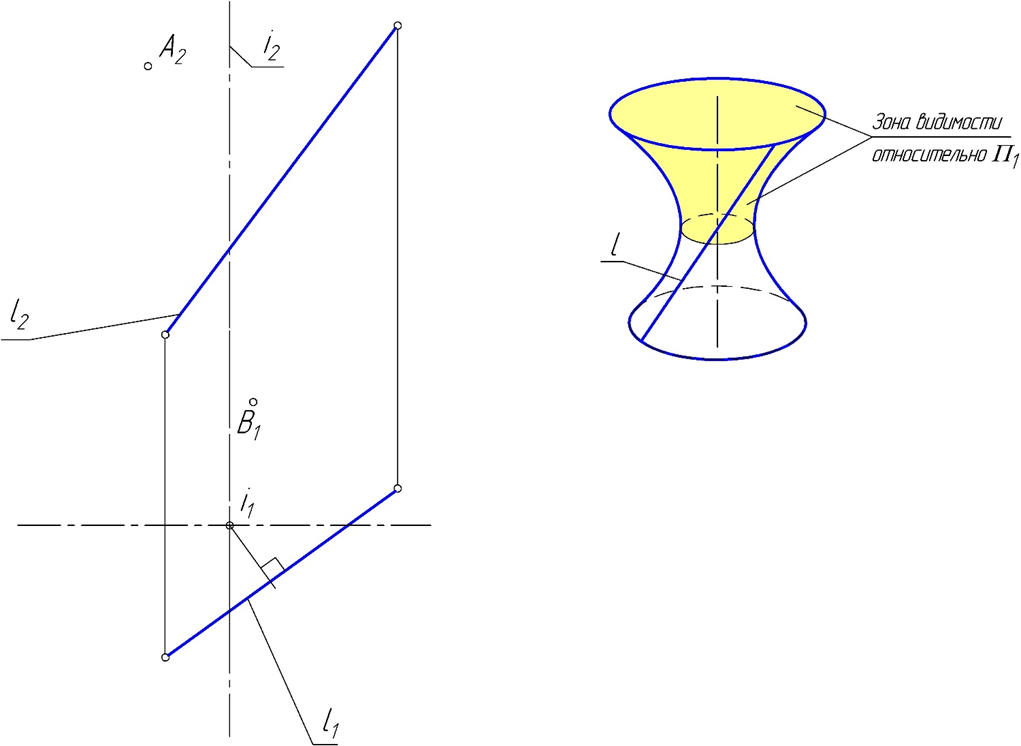 A2
i2
l2
B1
i1
l1
Зона видимости
относительно П1
l